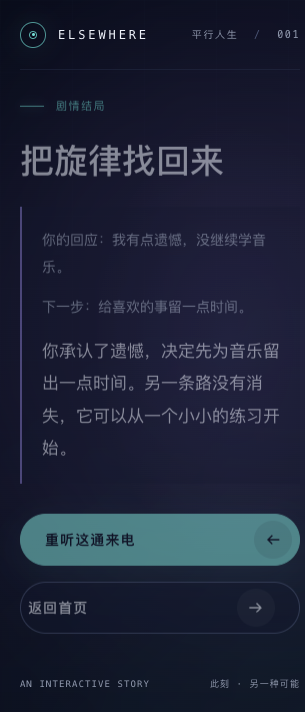 ELSEWHERE
平行人生 / 001
剧情结局
把旋律找回来
你的回应：我有点遗憾，没继续学音
乐。
下一步：给喜欢的事留一点时间。
你承认了遗憾，决定先为音乐留
出一点时间。另一条路没有消
失，它可以从一个小小的练习开
始。
重听这通来电 ←
返回首页 →
AN INTERACTIVE STORY
此刻 · 另一种可能